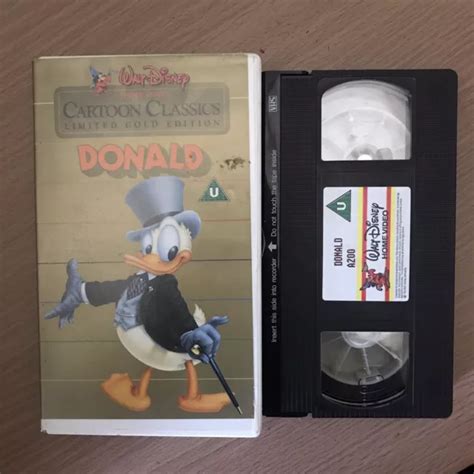 WALT DISNEY
CARTOON CLASSICS
LIMITED GOLD EDITION
DONALD
U
VHS
Do not touch the tape inside
Insert this side into recorder
U
DONALD
A200
WALT DISNEY
HOME VIDEO